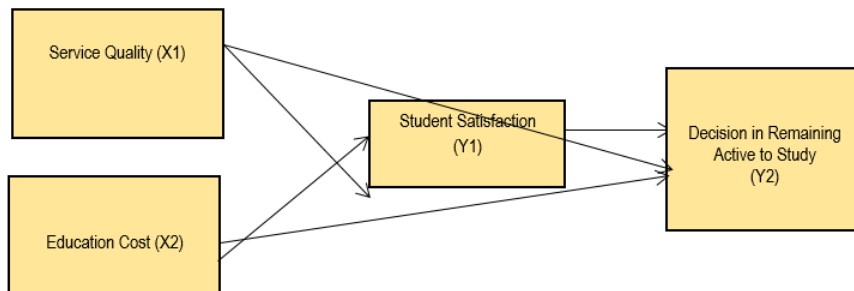 Service Quality (X1)
Student Satisfaction
(Y1)
Decision in Remaining
Active to Study
(Y2)
Education Cost (X2)